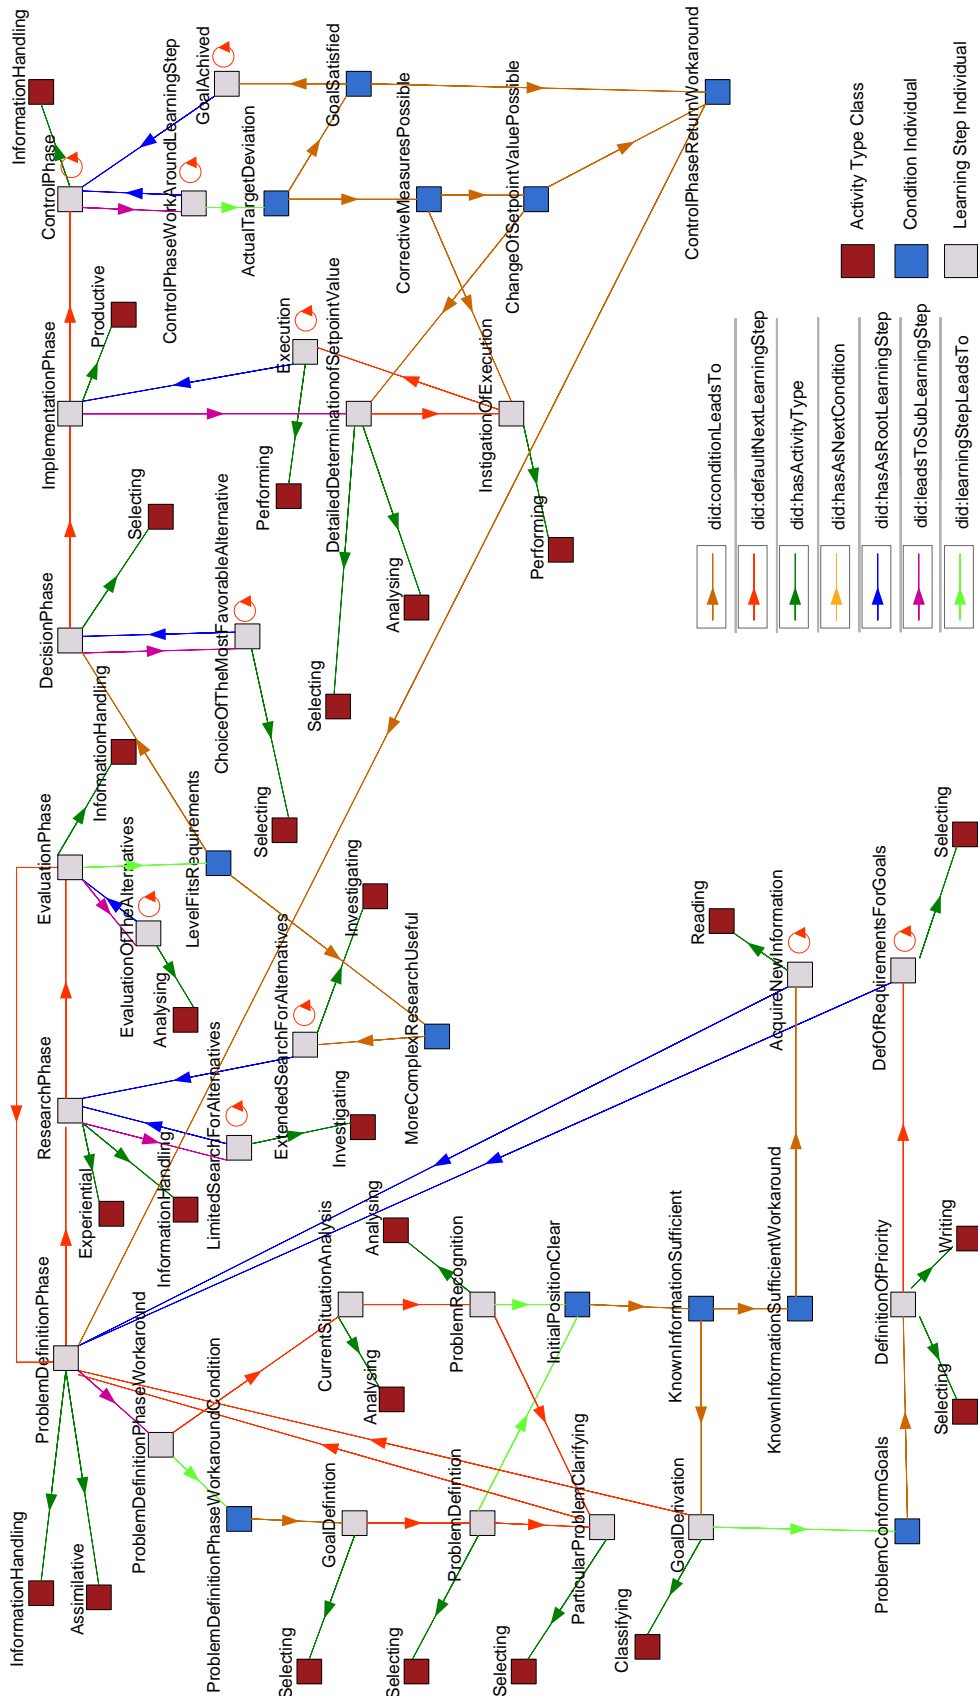 InformationHandling
Assimilative
ProblemDefinitionPhase
ProblemDefinitionPhaseWorkaround
ProblemDefinitionPhaseWorkaroundCondition
GoalDefintion
Selecting
ProblemDefintion
Selecting
ParticularProblemClarifying
Selecting
GoalDerivation
Classifying
ProblemConformGoals
CurrentSituationAnalysis
Analysing
ProblemRecognition
Analysing
InitialPositionClear
KnownInformationSufficient
KnownInformationSufficientWorkaround
DefinitionOfPriority
Selecting
Writing
ResearchPhase
Experiential
InformationHandling
LimitedSearchForAlternatives
Investigating
ExtendedSearchForAlternatives
Investigating
MoreComplexResearchUseful
AcquireNewInformation
Reading
DefOfRequirementsForGoals
Selecting
EvaluationPhase
InformationHandling
EvaluationOfTheAlternatives
Analysing
LevelFitsRequirements
DecisionPhase
Selecting
ChoiceOfTheMostFavorableAlternative
Selecting
ImplementationPhase
Productive
Execution
Performing
DetailedDeterminationofSetpointValue
Selecting
Analysing
InstigationOfExecution
Performing
ControlPhase
InformationHandling
ControlPhaseWorkAroundLearningStep
GoalAchived
ActualTargetDeviation
GoalSatisfied
CorrectiveMeasuresPossible
ChangeOfSetpointValuePossible
ControlPhaseReturnWorkaround
did:conditionLeadsTo
did:defaultNextLearningStep
did:hasActivityType
did:hasAsNextCondition
did:hasAsRootLearningStep
did:leadsToSubLearningStep
did:learningStepLeadsTo
Activity Type Class
Condition Individual
Learning Step Individual